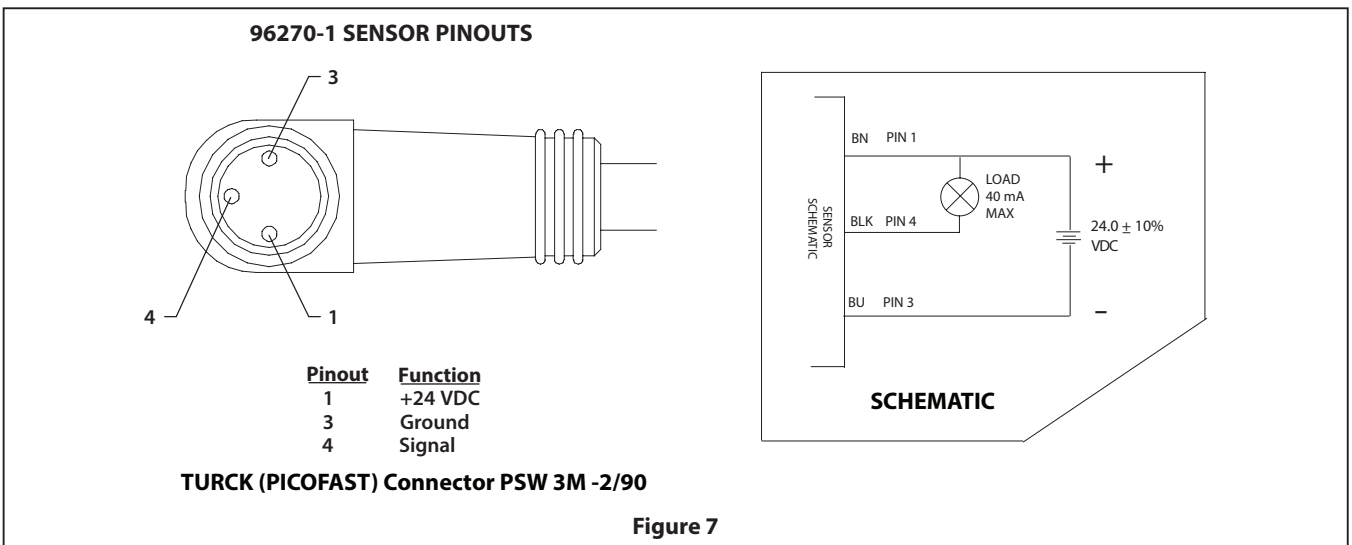 96270-1 SENSOR PINOUTS
3
4
1
Pinout Function
1 +24 VDC
3 Ground
4 Signal
TURCK (PICOFAST) Connector PSW 3M -2/90
SENSOR
SCHEMATIC
BN PIN 1
LOAD
40 mA
MAX
BLK PIN 4
BU PIN 3
+
24.0 ± 10%
VDC
–
SCHEMATIC
Figure 7